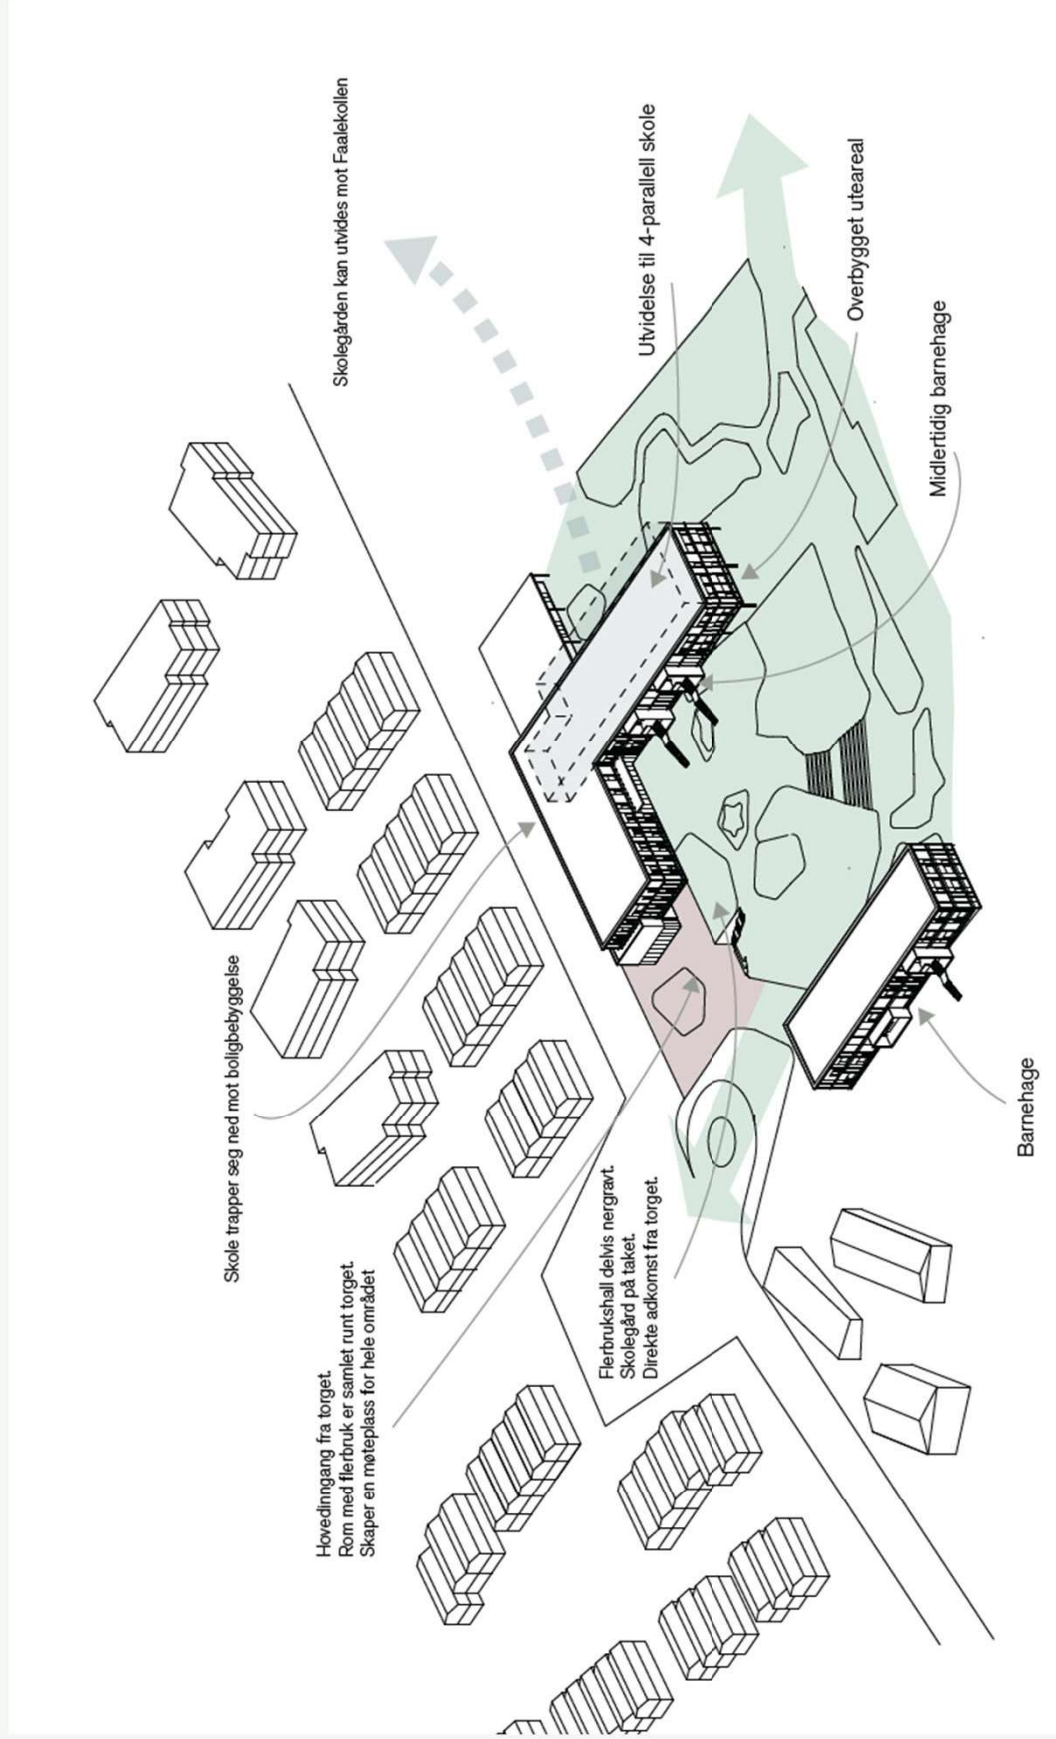 Skole trapper seg ned mot boligbebyggelse
Hovedinngang fra torget.
Rom med flerbruk er samlet runt torget.
Skaper en møteplass for hele området
Skolegården kan utvides mot Faalekollen
Flerbrukshall delvis nergravt.
Skolegård på taket.
Direkte adkomst fra torget.
Utvidelse til 4-parallell skole
Overbygget uteareal
Midlertidig barnehage
Barnehage